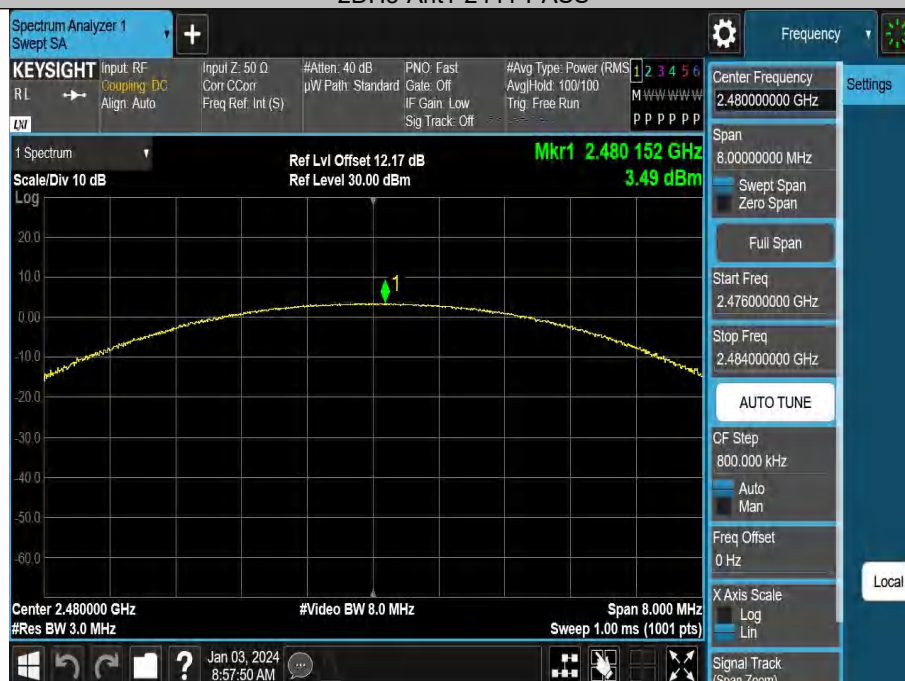 Spectrum Analyzer 1
Swept SA
Frequency
KEYSIGHT
RL
LXI
Input: RF
Coupling: DC
Align: Auto
Input Z: 50 Ω
Corr CCorr
Freq Ref: Int (S)
#Atten: 40 dB
µW Path: Standard
PNO: Fast
Gate: Off
IF Gain: Low
Sig Track: Off
#Avg Type: Power (RMS
Avg|Hold: 100/100
Trig: Free Run
1 2 3 4 5 6
M W W W W W
P P P P P P
1 Spectrum
Scale/Div 10 dB
Log
Ref Lvl Offset 12.17 dB
Ref Level 30.00 dBm
Mkr1 2.480 152 GHz
3.49 dBm
20.0
10.0
0.00
-10.0
-20.0
-30.0
-40.0
-50.0
-60.0
1
Center 2.480000 GHz
#Res BW 3.0 MHz
#Video BW 8.0 MHz
Span 8.000 MHz
Sweep 1.00 ms (1001 pts)
Center Frequency
2.480000000 GHz
Settings
Span
8.00000000 MHz
Swept Span
Zero Span
Full Span
Start Freq
2.476000000 GHz
Stop Freq
2.484000000 GHz
AUTO TUNE
CF Step
800.000 kHz
Auto
Man
Freq Offset
0 Hz
X Axis Scale
Log
Lin
Local
Signal Track
(Span Zoom)
?
Jan 03, 2024
8:57:50 AM